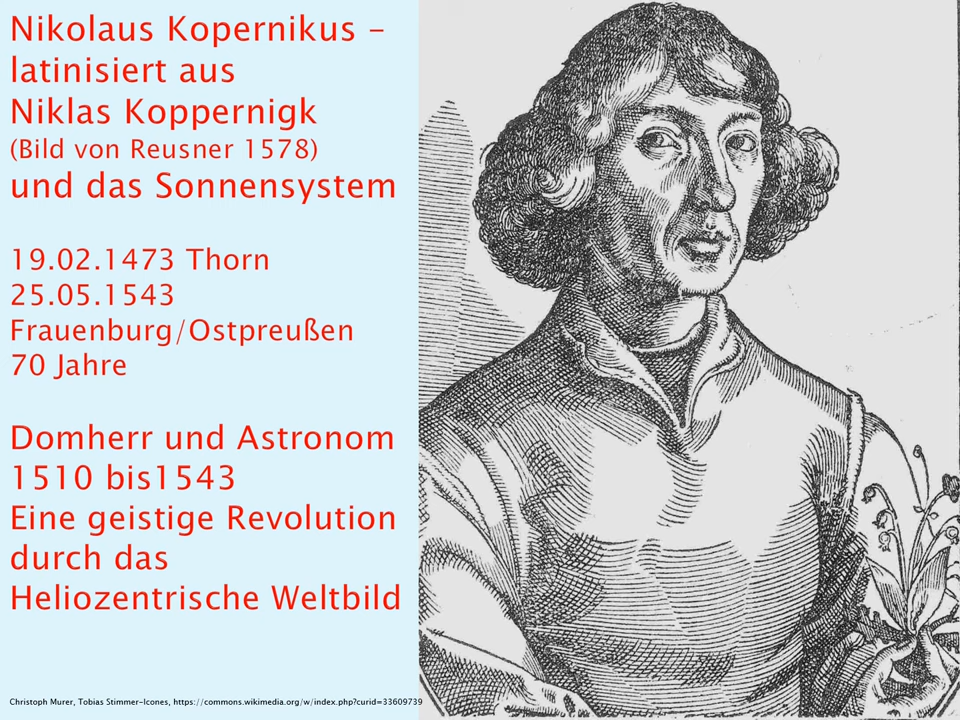 Nikolaus Kopernikus –
latinisiert aus
Niklas Koppernigk
(Bild von Reusner 1578)
und das Sonnensystem
19.02.1473 Thorn
25.05.1543
Frauenburg/Ostpreußen
70 Jahre
Domherr und Astronom
1510 bis1543
Eine geistige Revolution
durch das
Heliozentrische Weltbild
Christoph Murer, Tobias Stimmer-Icones, https://commons.wikimedia.org/w/index.php?curid=33609739